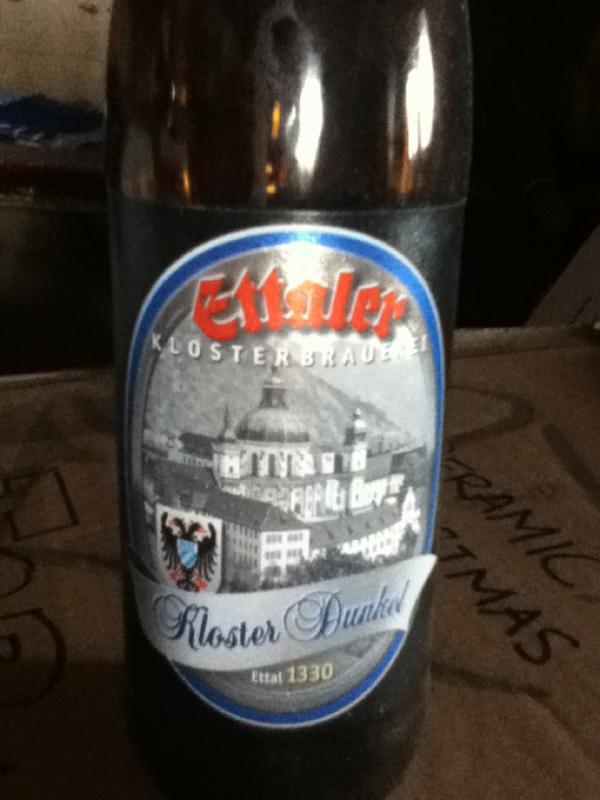 Ettaler
KLOSTERBRAUEREI
Kloster Dunkel
Ettal 1330